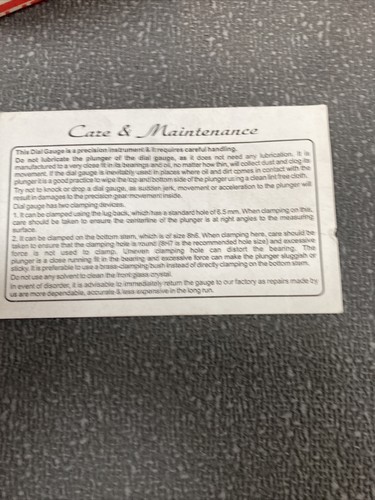 Care & Maintenance
This Dial Gauge is a precision instrument & it requires careful handling.
Do not lubricate the plunger of the dial gauge, as it does not need any lubrication. It is
manufactured to a very close fit in its bearings and oil, no matter how thin, will collect dust and clog its
movement. If the dial gauge is inevitably used in places where oil and dirt comes in contact with the
plunger it is a good practice to wipe the top and bottom side of the plunger using a clean lint free cloth.
Try not to knock or drop a dial gauge, as sudden jerk, movement or acceleration to the plunger will
result in damages to the precision gear movement inside.
Dial gauge has two clamping devices.
1. It can be clamped using the lug back, which has a standard hole of 6.5 mm. When clamping on this,
care should be taken to ensure the centerline of the plunger is at right angles to the measuring
surface.
2. It can be clamped on the bottom stem, which is of size 8h6. When clamping here, care should be
taken to ensure that the clamping hole is round (8H7 is the recommended hole size) and excessive
force is not used to clamp. Uneven clamping hole can distort the bearing. The
plunger is a close running fit in the bearing and excessive force can make the plunger sluggish or
sticky. It is preferable to use a brass-clamping bush instead of directly clamping on the bottom stem.
Do not use any solvent to clean the front glass crystal.
In event of disorder, it is advisable to immediately return the gauge to our factory as repairs made by
us are more dependable, accurate & less expensive in the long run.